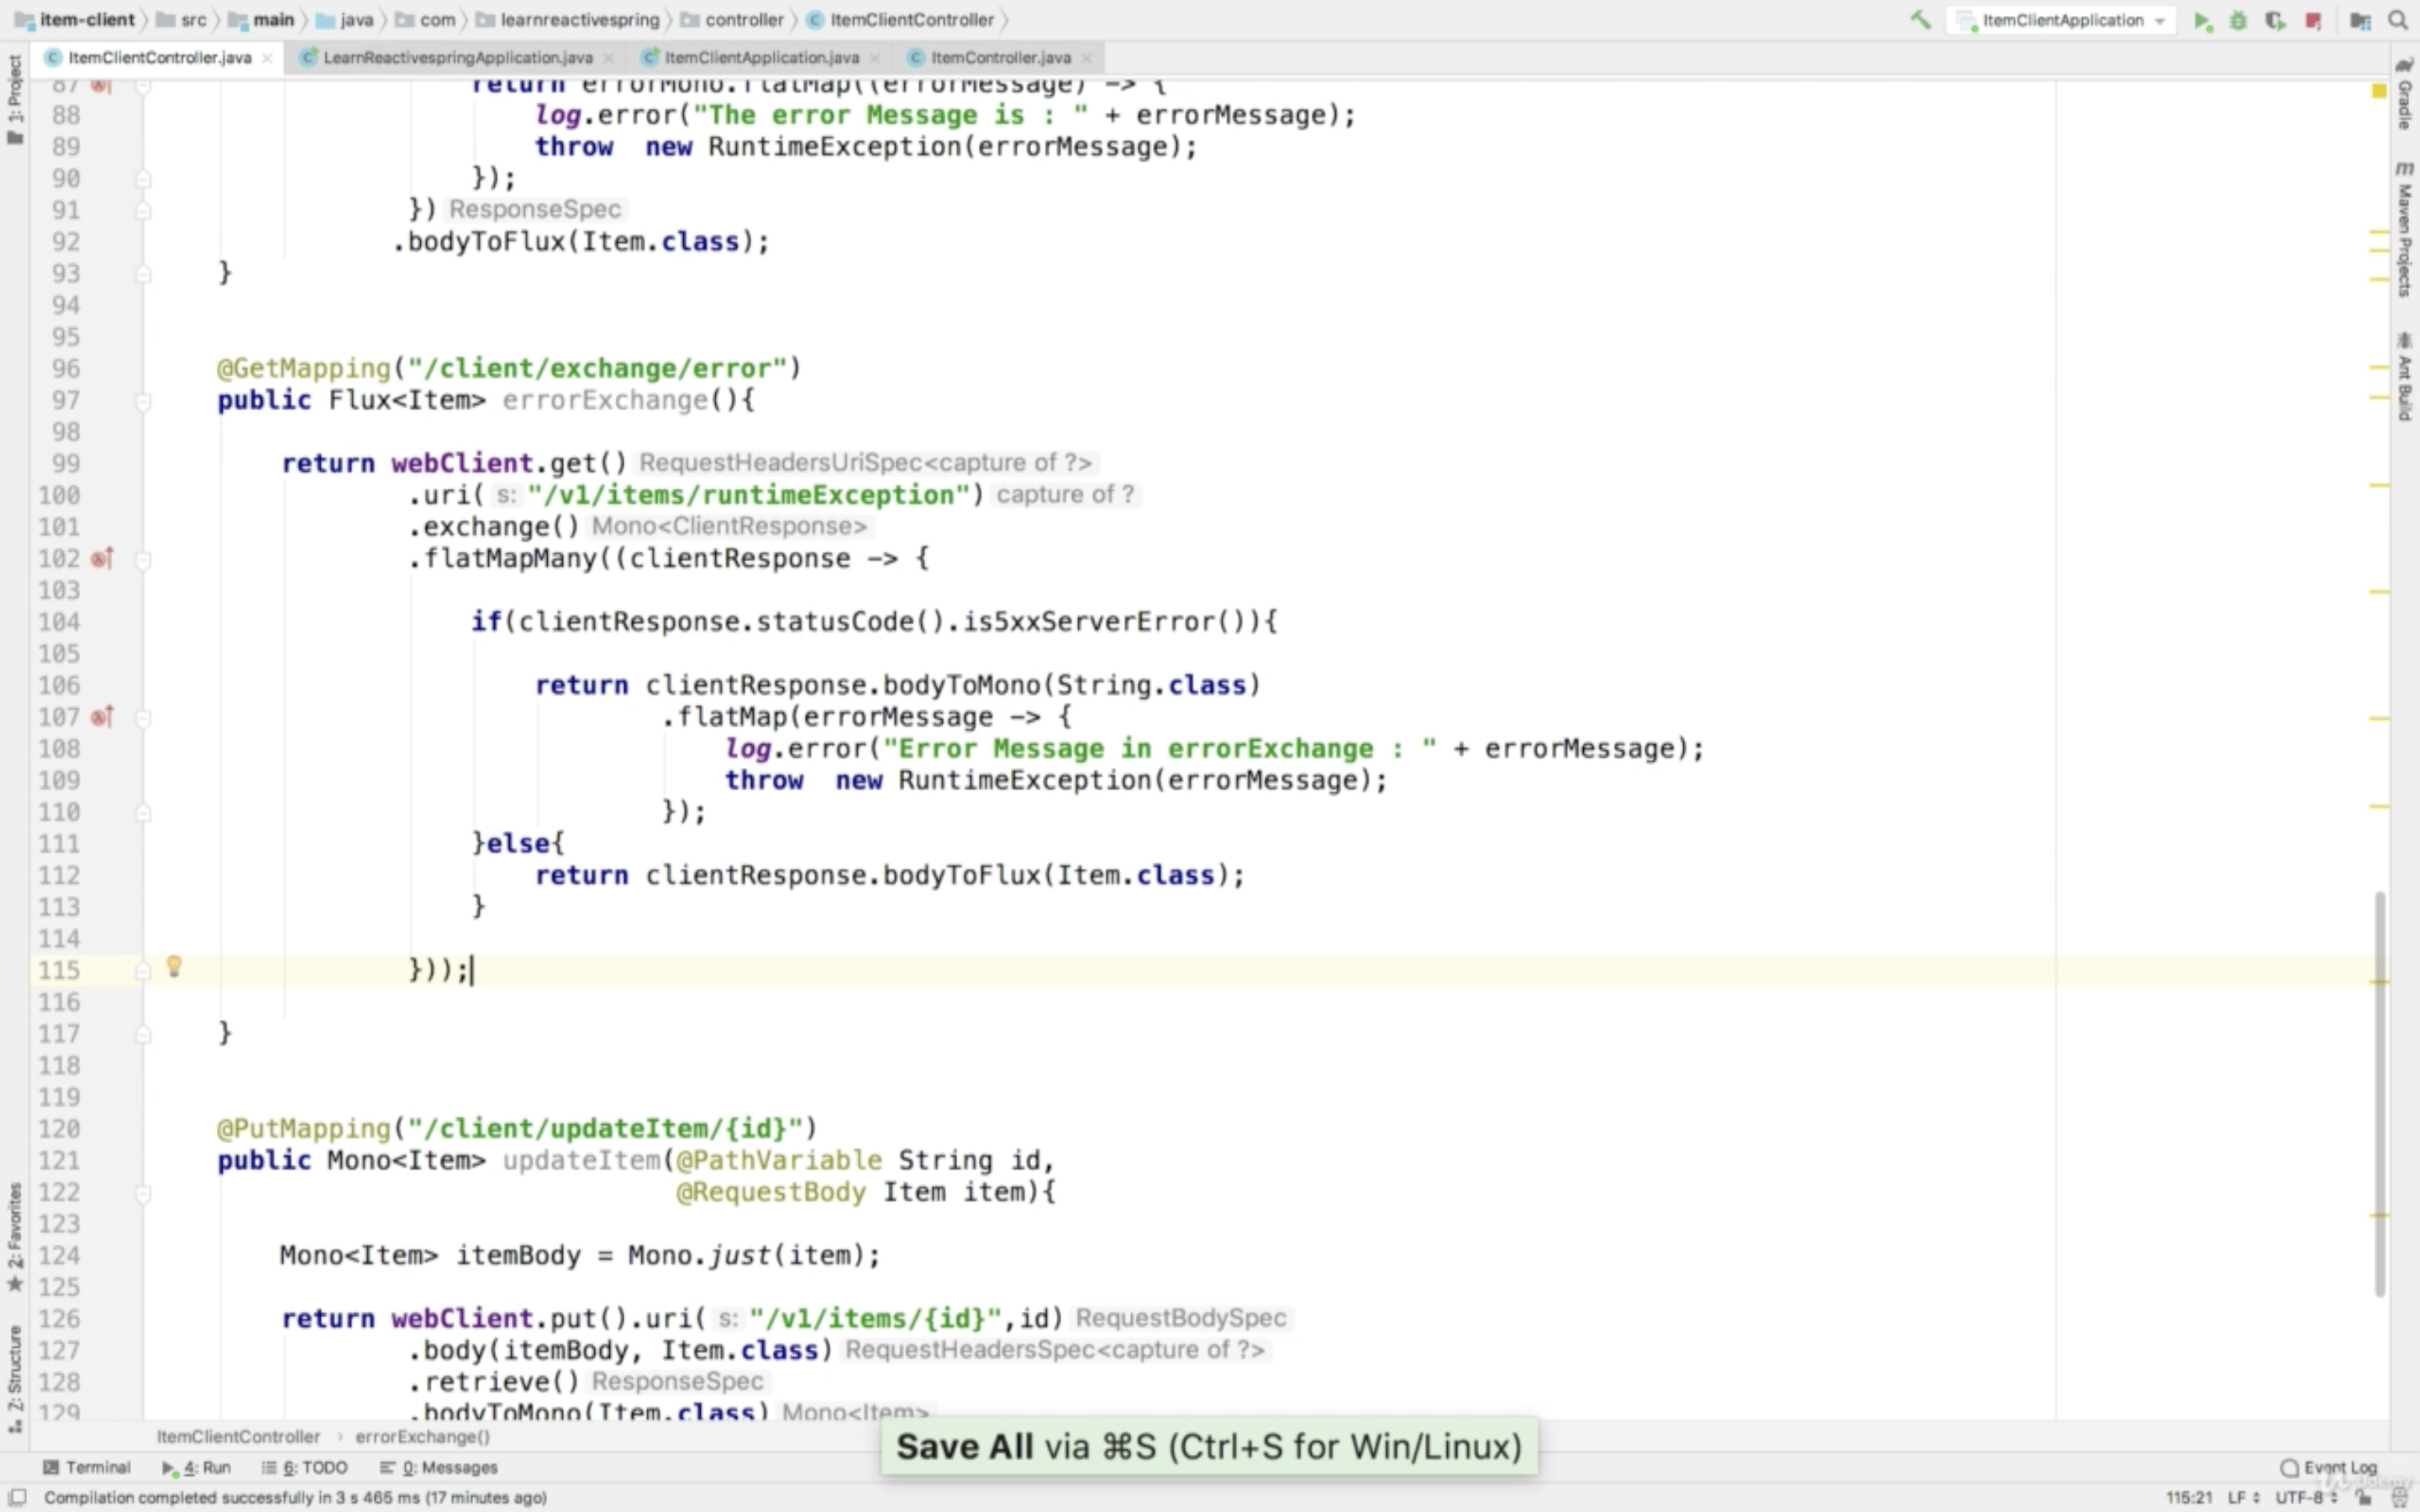 item-client src main java com learnreactivespring controller ItemClientController ItemClientApplication
ItemClientController.java LearnReactivespringApplication.java ItemClientApplication.java ItemController.java
1: Project
Gradle
Maven Projects
Ant Build
2: Favorites
Z: Structure
87 return errorMono.flatMap((errorMessage) -> {
88 log.error("The error Message is : " + errorMessage);
89 throw  new RuntimeException(errorMessage);
90 });
91 }) ResponseSpec
92 .bodyToFlux(Item.class);
93 }
94
95
96 @GetMapping("/client/exchange/error")
97 public Flux<Item> errorExchange(){
98
99 return webClient.get() RequestHeadersUriSpec<capture of ?>
100 .uri( s: "/v1/items/runtimeException") capture of ?
101 .exchange() Mono<ClientResponse>
102 .flatMapMany((clientResponse -> {
103
104 if(clientResponse.statusCode().is5xxServerError()){
105
106 return clientResponse.bodyToMono(String.class)
107 .flatMap(errorMessage -> {
108 log.error("Error Message in errorExchange : " + errorMessage);
109 throw  new RuntimeException(errorMessage);
110 });
111 }else{
112 return clientResponse.bodyToFlux(Item.class);
113 }
114
115 }));
116
117 }
118
119
120 @PutMapping("/client/updateItem/{id}")
121 public Mono<Item> updateItem(@PathVariable String id,
122 @RequestBody Item item){
123
124 Mono<Item> itemBody = Mono.just(item);
125
126 return webClient.put().uri( s: "/v1/items/{id}",id) RequestBodySpec
127 .body(itemBody, Item.class) RequestHeadersSpec<capture of ?>
128 .retrieve() ResponseSpec
129 .bodyToMono(Item.class) Mono<Item>
ItemClientController › errorExchange()
Save All via ⌘S (Ctrl+S for Win/Linux)
Terminal 4: Run 6: TODO 0: Messages Event Log
Udemy
Compilation completed successfully in 3 s 465 ms (17 minutes ago) 115:21 LF UTF-8